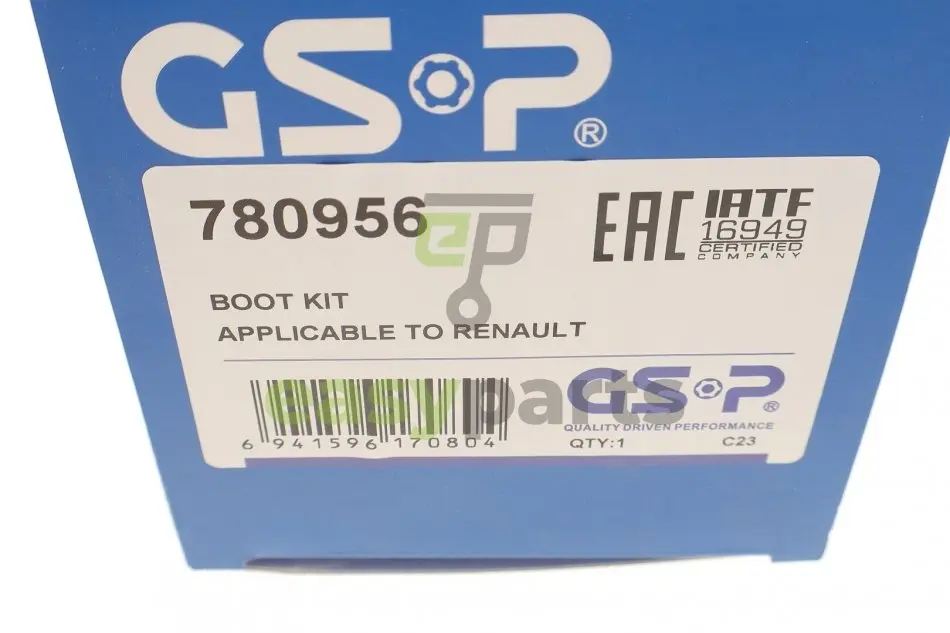 GSP®
780956
EAC
IATF
16949
CERTIFIED
COMPANY
ep
BOOT KIT
APPLICABLE TO RENAULT
easyparts
GSP®
QUALITY DRIVEN PERFORMANCE
6 941596 170804
QTY:1
C23